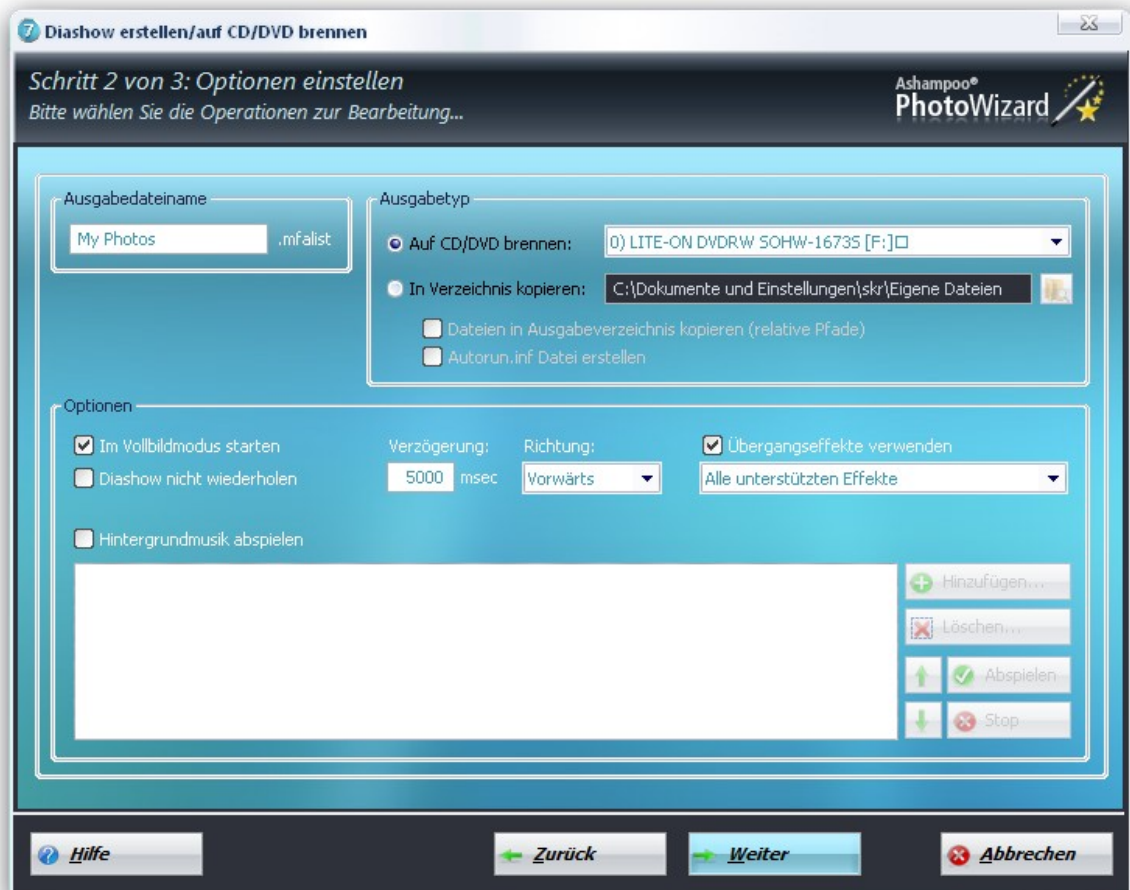 Diashow erstellen/auf CD/DVD brennen
Schritt 2 von 3: Optionen einstellen
Bitte wählen Sie die Operationen zur Bearbeitung...
Ashampoo®
PhotoWizard
Ausgabedateiname
My Photos .mfalist
Ausgabetyp
Auf CD/DVD brennen: 0) LITE-ON DVDRW SOHW-1673S [F:]□
In Verzeichnis kopieren: C:\Dokumente und Einstellungen\skr\Eigene Dateien
Dateien in Ausgabeverzeichnis kopieren (relative Pfade)
Autorun.inf Datei erstellen
Optionen
Im Vollbildmodus starten
Diashow nicht wiederholen
Verzögerung:
5000 msec
Richtung:
Vorwärts
Übergangseffekte verwenden
Alle unterstützten Effekte
Hintergrundmusik abspielen
Hinzufügen...
Löschen...
Abspielen
Stop
Hilfe
Zurück
Weiter
Abbrechen